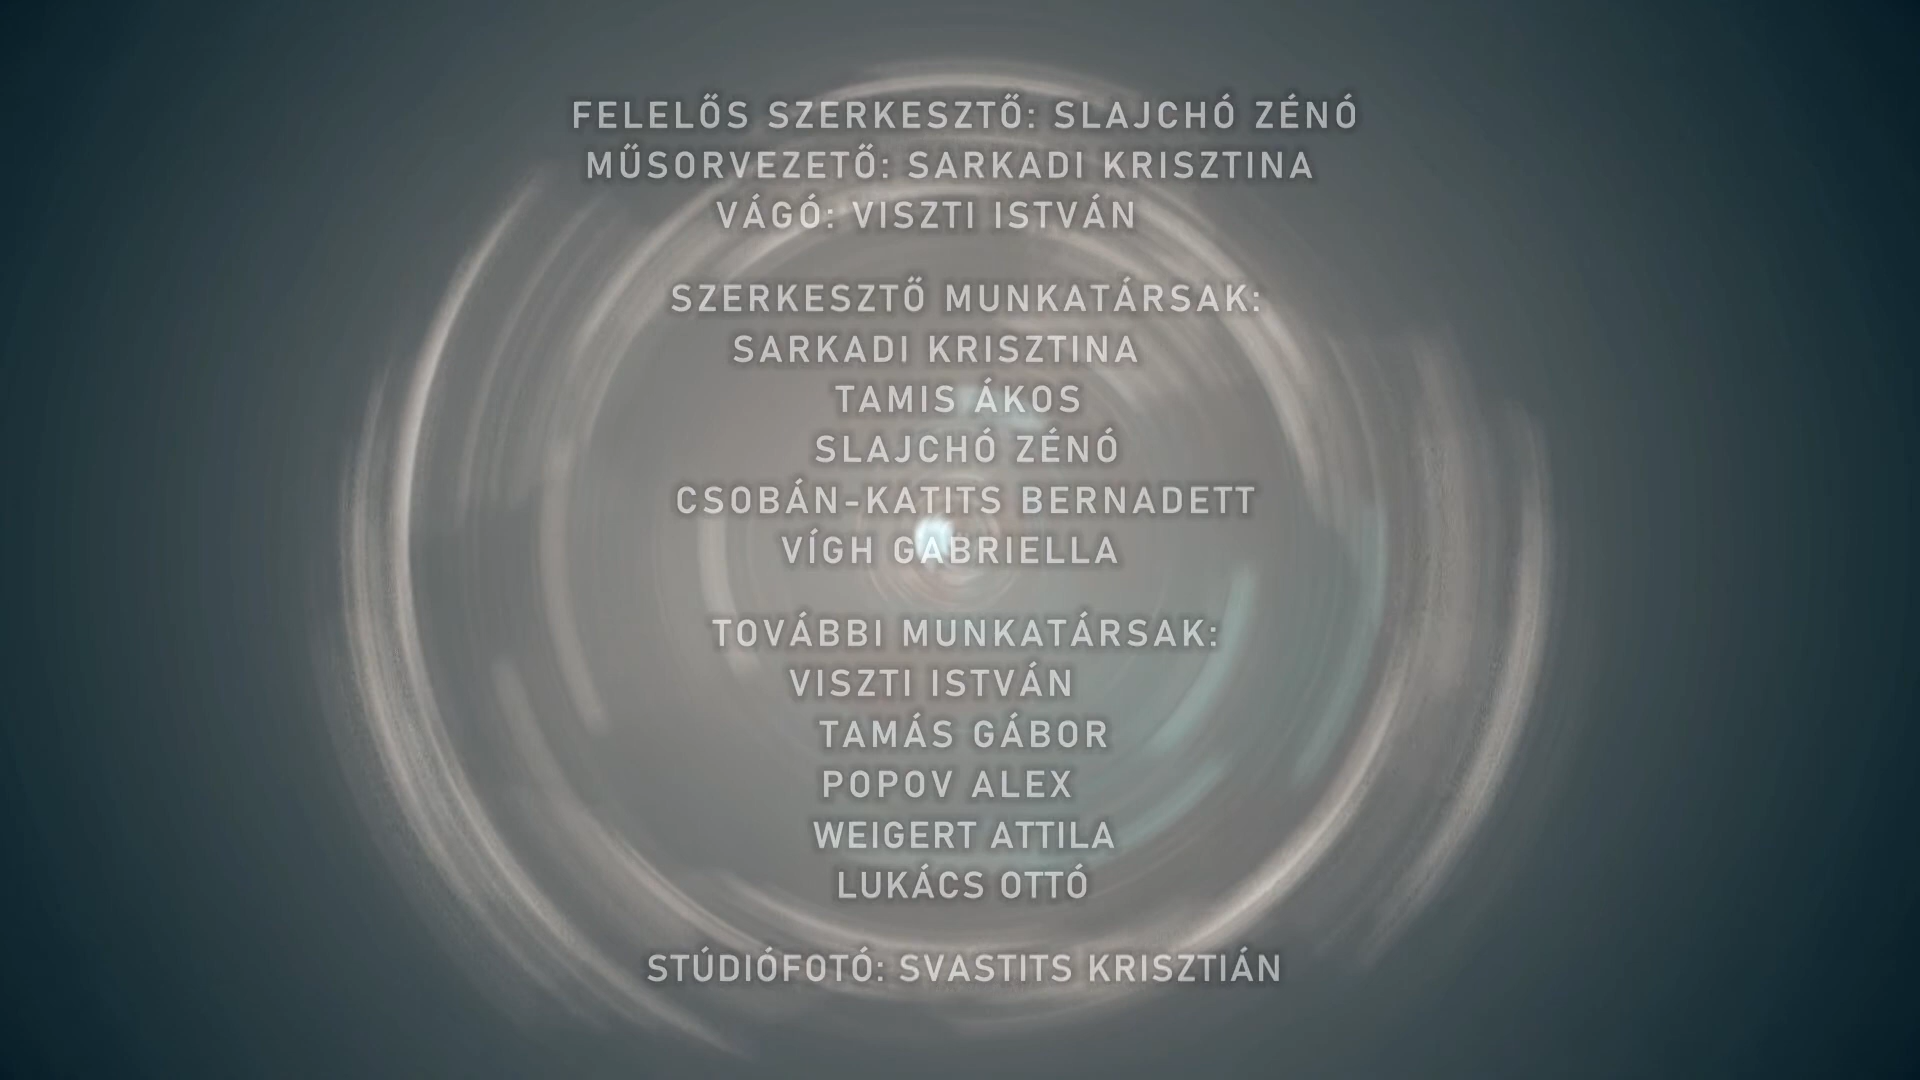 FELELŐS SZERKESZTŐ: SLAJCHÓ ZÉNÓ
MŰSORVEZETŐ: SARKADI KRISZTINA
VÁGÓ: VISZTI ISTVÁN
SZERKESZTŐ MUNKATÁRSAK:
SARKADI KRISZTINA
TAMIS ÁKOS
SLAJCHÓ ZÉNÓ
CSOBÁN-KATITS BERNADETT
VÍGH GABRIELLA
TOVÁBBI MUNKATÁRSAK:
VISZTI ISTVÁN
TAMÁS GÁBOR
POPOV ALEX
WEIGERT ATTILA
LUKÁCS OTTÓ
STÚDIÓFOTÓ: SVASTITS KRISZTIÁN